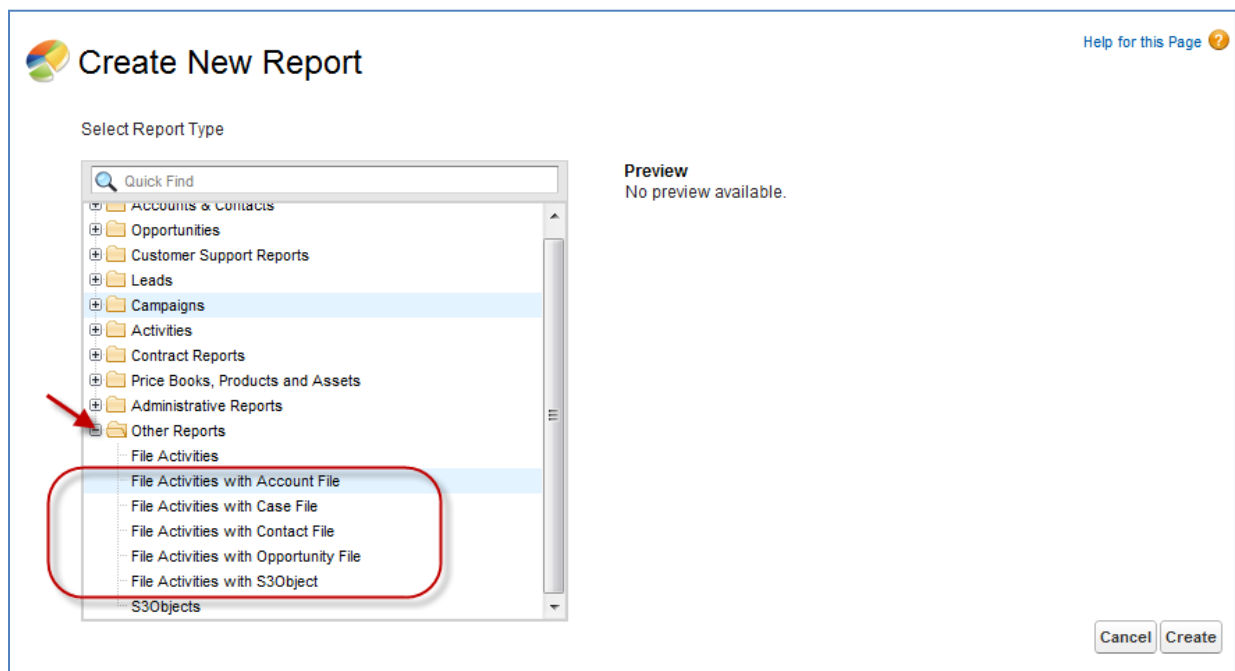 Help for this Page
Create New Report
Select Report Type
Quick Find
Preview
No preview available.
Accounts & Contacts
Opportunities
Customer Support Reports
Leads
Campaigns
Activities
Contract Reports
Price Books, Products and Assets
Administrative Reports
Other Reports
File Activities
File Activities with Account File
File Activities with Case File
File Activities with Contact File
File Activities with Opportunity File
File Activities with S3Object
S3Objects
Cancel Create